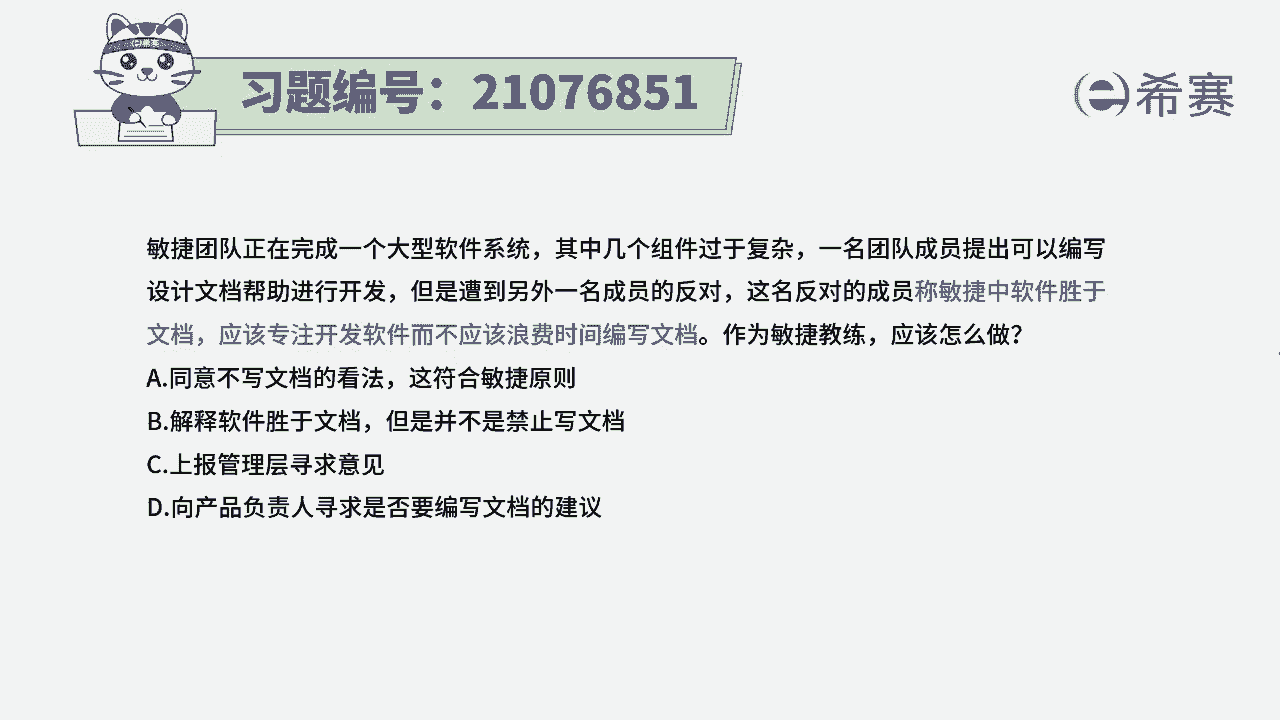 习题编号：21076851
希赛
敏捷团队正在完成一个大型软件系统，其中几个组件过于复杂，一名团队成员提出可以编写
设计文档帮助进行开发，但是遭到另外一名成员的反对，这名反对的成员称敏捷中软件胜于
文档，应该专注开发软件而不应该浪费时间编写文档。作为敏捷教练，应该怎么做？
A.同意不写文档的看法，这符合敏捷原则
B.解释软件胜于文档，但是并不是禁止写文档
C.上报管理层寻求意见
D.向产品负责人寻求是否要编写文档的建议